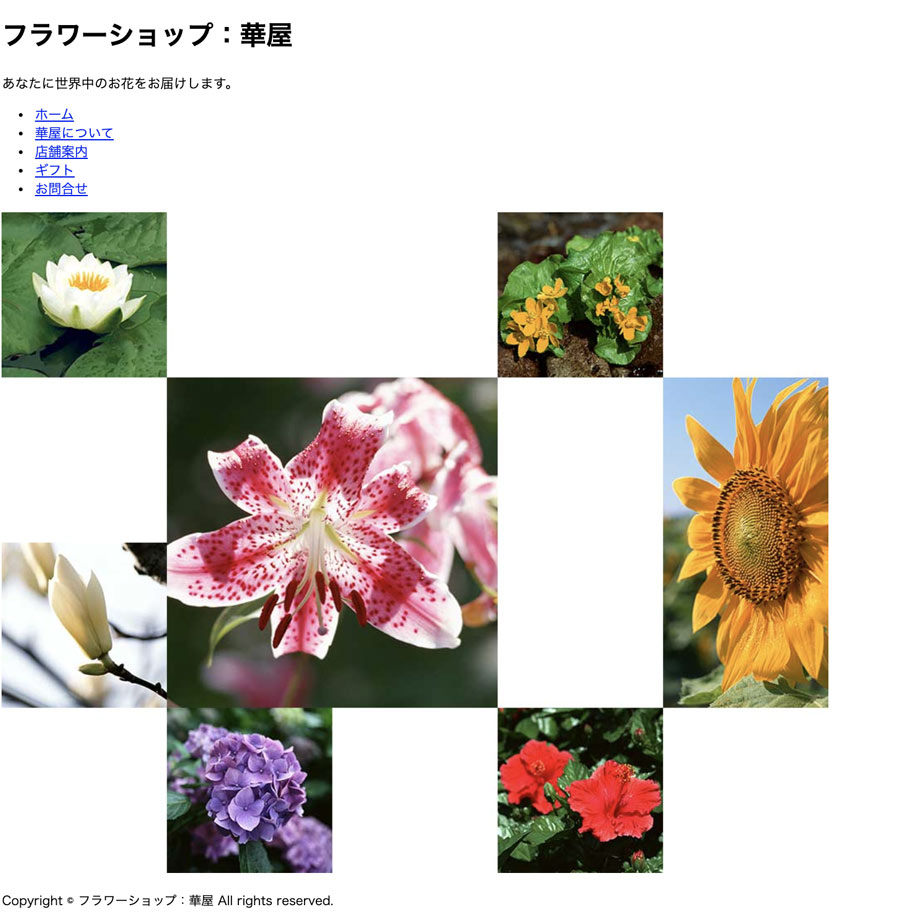 フラワーショップ：華屋
あなたに世界中のお花をお届けします。
ホーム
華屋について
店舗案内
ギフト
お問合せ
Copyright © フラワーショップ：華屋 All rights reserved.